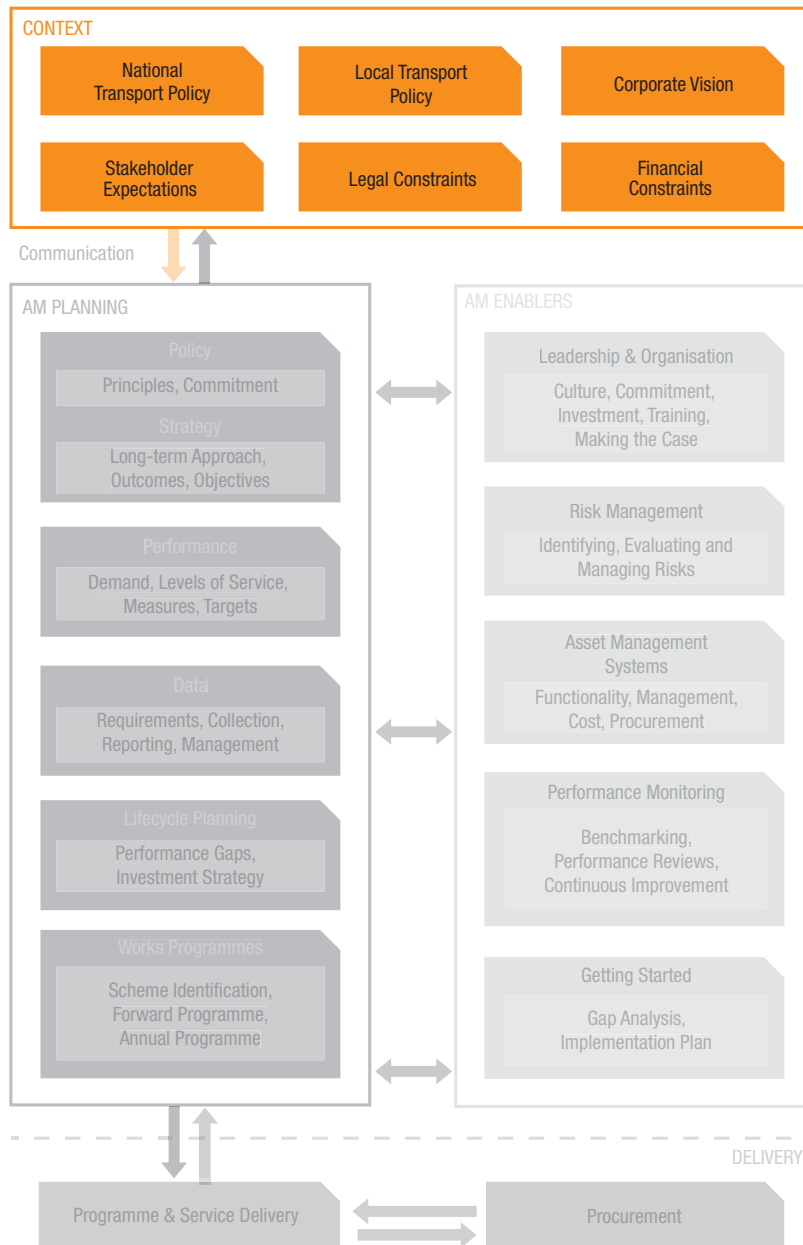 CONTEXT
National
Transport Policy
Local Transport
Policy
Corporate Vision
Stakeholder
Expectations
Legal Constraints
Financial
Constraints
Communication
AM PLANNING
Policy
Principles, Commitment
Strategy
Long-term Approach,
Outcomes, Objectives
Performance
Demand, Levels of Service,
Measures, Targets
Data
Requirements, Collection,
Reporting, Management
Lifecycle Planning
Performance Gaps,
Investment Strategy
Works Programmes
Scheme Identification,
Forward Programme,
Annual Programme
AM ENABLERS
Leadership & Organisation
Culture, Commitment,
Investment, Training,
Making the Case
Risk Management
Identifying, Evaluating and
Managing Risks
Asset Management
Systems
Functionality, Management,
Cost, Procurement
Performance Monitoring
Benchmarking,
Performance Reviews,
Continuous Improvement
Getting Started
Gap Analysis,
Implementation Plan
DELIVERY
Programme & Service Delivery
Procurement